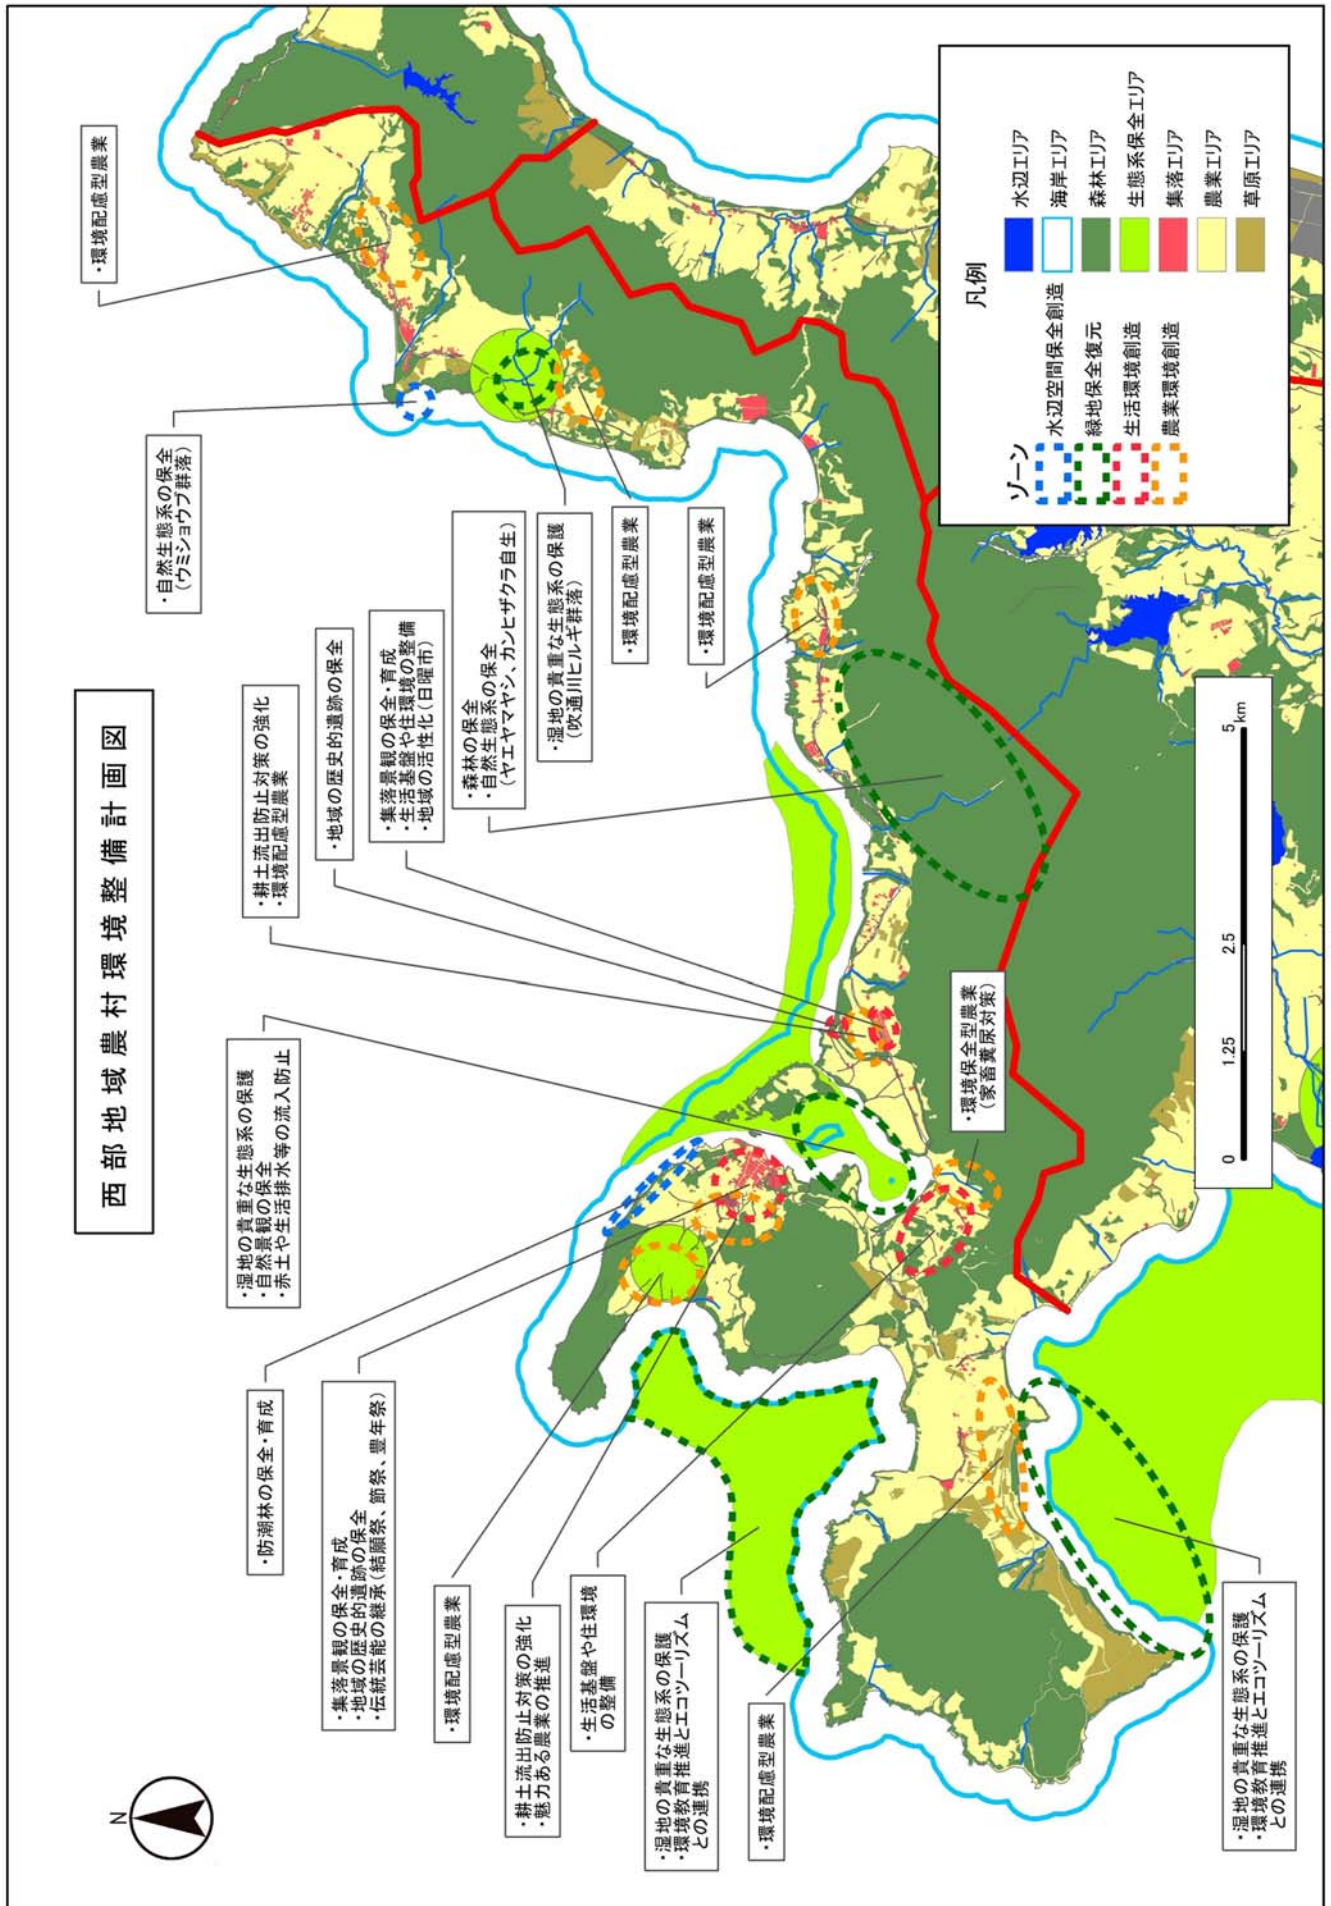 西部地域農村環境整備計画図
N
・環境配慮型農業
・自然生態系の保全
(ウミショウブ群落)
・耕土流出防止対策の強化
・環境配慮型農業
・地域の歴史的遺跡の保全
・集落景観の保全・育成
・生活基盤や住環境の整備
・地域の活性化(日曜市)
・森林の保全
・自然生態系の保全
(ヤエヤマヤシ、カンヒザクラ自生)
・湿地の貴重な生態系の保護
(吹通川ヒルギ群落)
・環境配慮型農業
・環境配慮型農業
・湿地の貴重な生態系の保護
・自然景観の保全
・赤土や生活排水等の流入防止
・防潮林の保全・育成
・集落景観の保全・育成
・地域の歴史的遺跡の保全
・伝統芸能の継承(結願祭、節祭、豊年祭)
・環境配慮型農業
・耕土流出防止対策の強化
・魅力ある農業の推進
・生活基盤や住環境
の整備
・湿地の貴重な生態系の保護
・環境教育推進とエコツーリズム
との連携
・環境配慮型農業
・環境保全型農業
(家畜糞尿対策)
・湿地の貴重な生態系の保護
・環境教育推進とエコツーリズム
との連携
凡例
ゾーン
水辺空間保全創造
緑地保全復元
生活環境創造
農業環境創造
水辺エリア
海岸エリア
森林エリア
生態系保全エリア
集落エリア
農業エリア
草原エリア
0 1.25 2.5 5
km